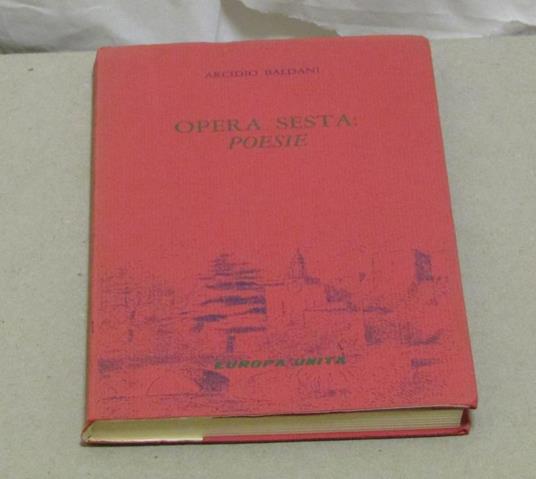 ARCIDIO BALDANI
OPERA SESTA:
POESIE
EUROPA UNITA